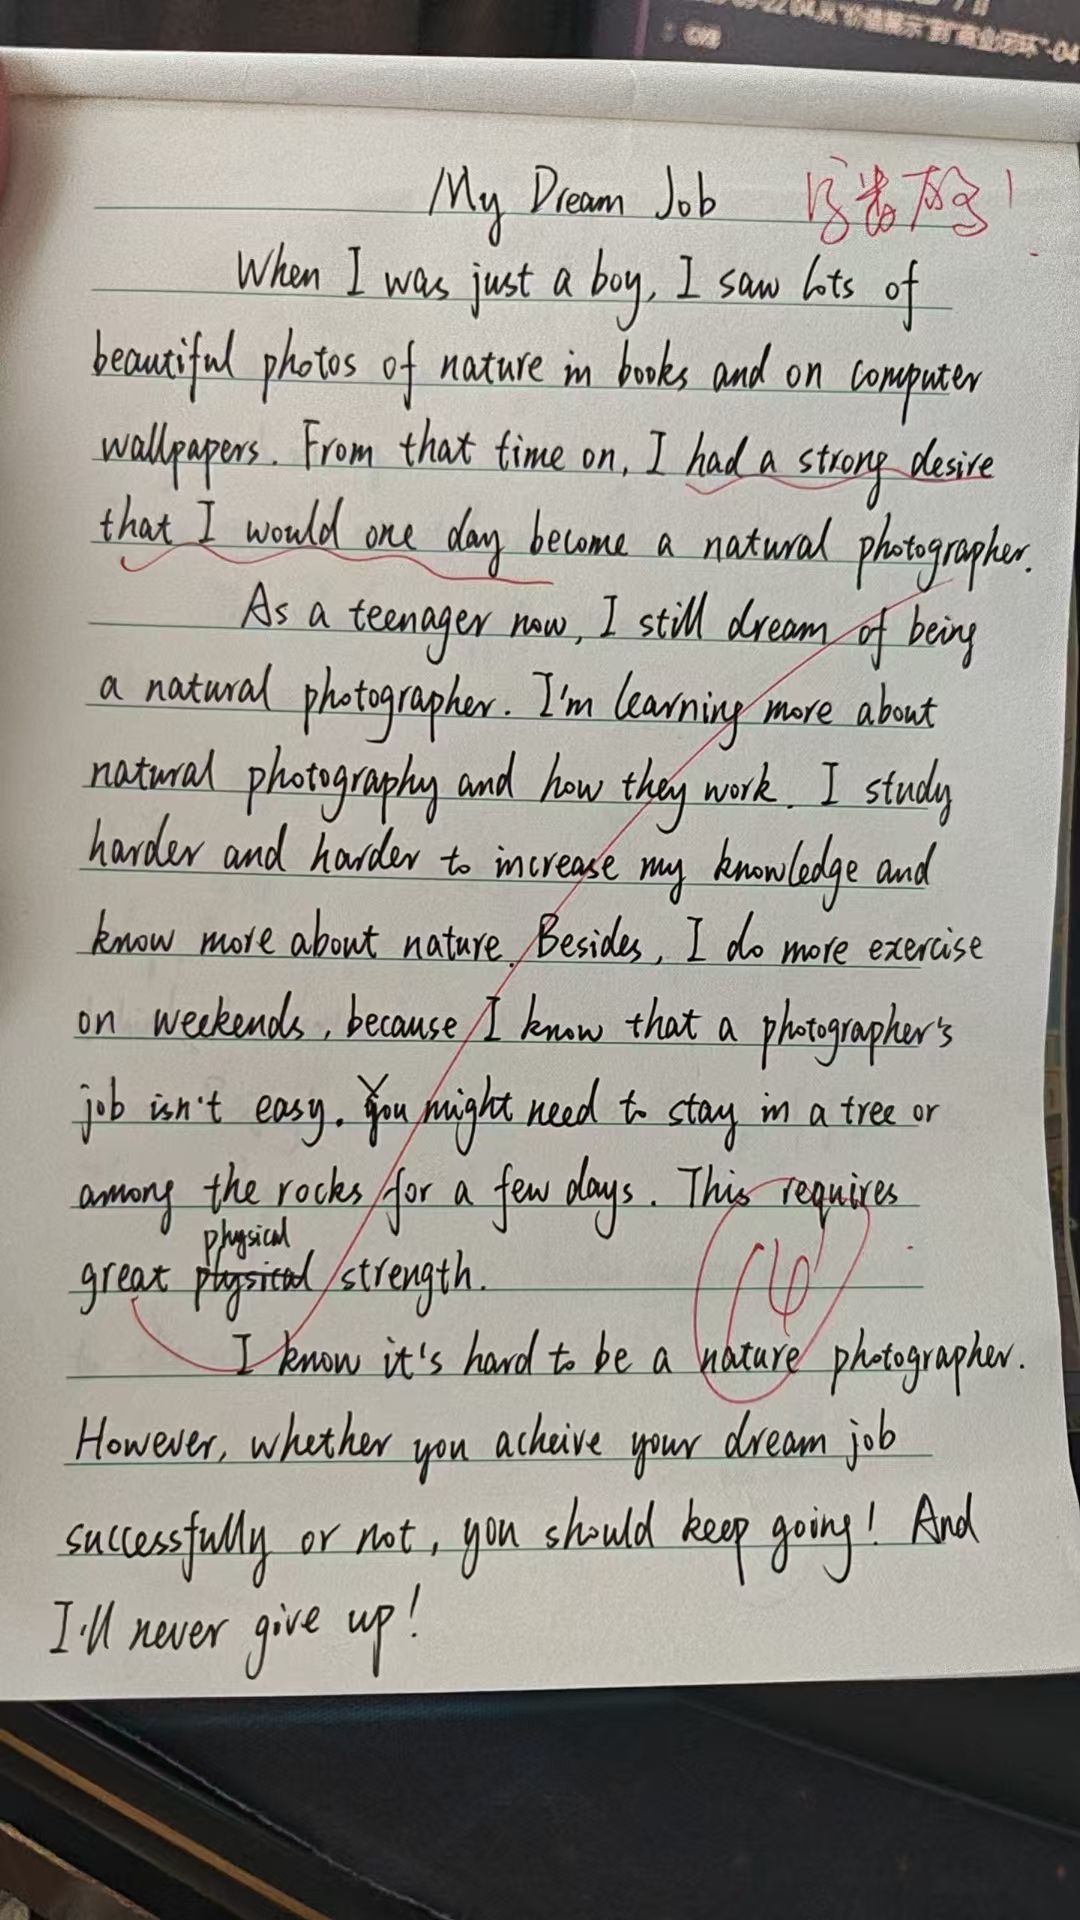 My Dream Job
When I was just a boy, I saw lots of
beautiful photos of nature in books and on computer
wallpapers. From that time on, I had a strong desire
that I would one day become a natural photographer.
As a teenager now, I still dream of being
a natural photographer. I'm learning more about
natural photography and how they work. I study
harder and harder to increase my knowledge and
know more about nature. Besides, I do more exercise
on weekends, because I know that a photographer's
job isn't easy. You might need to stay in a tree or
among the rocks for a few days. This requires
physical
great physical strength.
14
I know it's hard to be a nature photographer.
However, whether you acheive your dream job
successfully or not, you should keep going! And
I'll never give up!